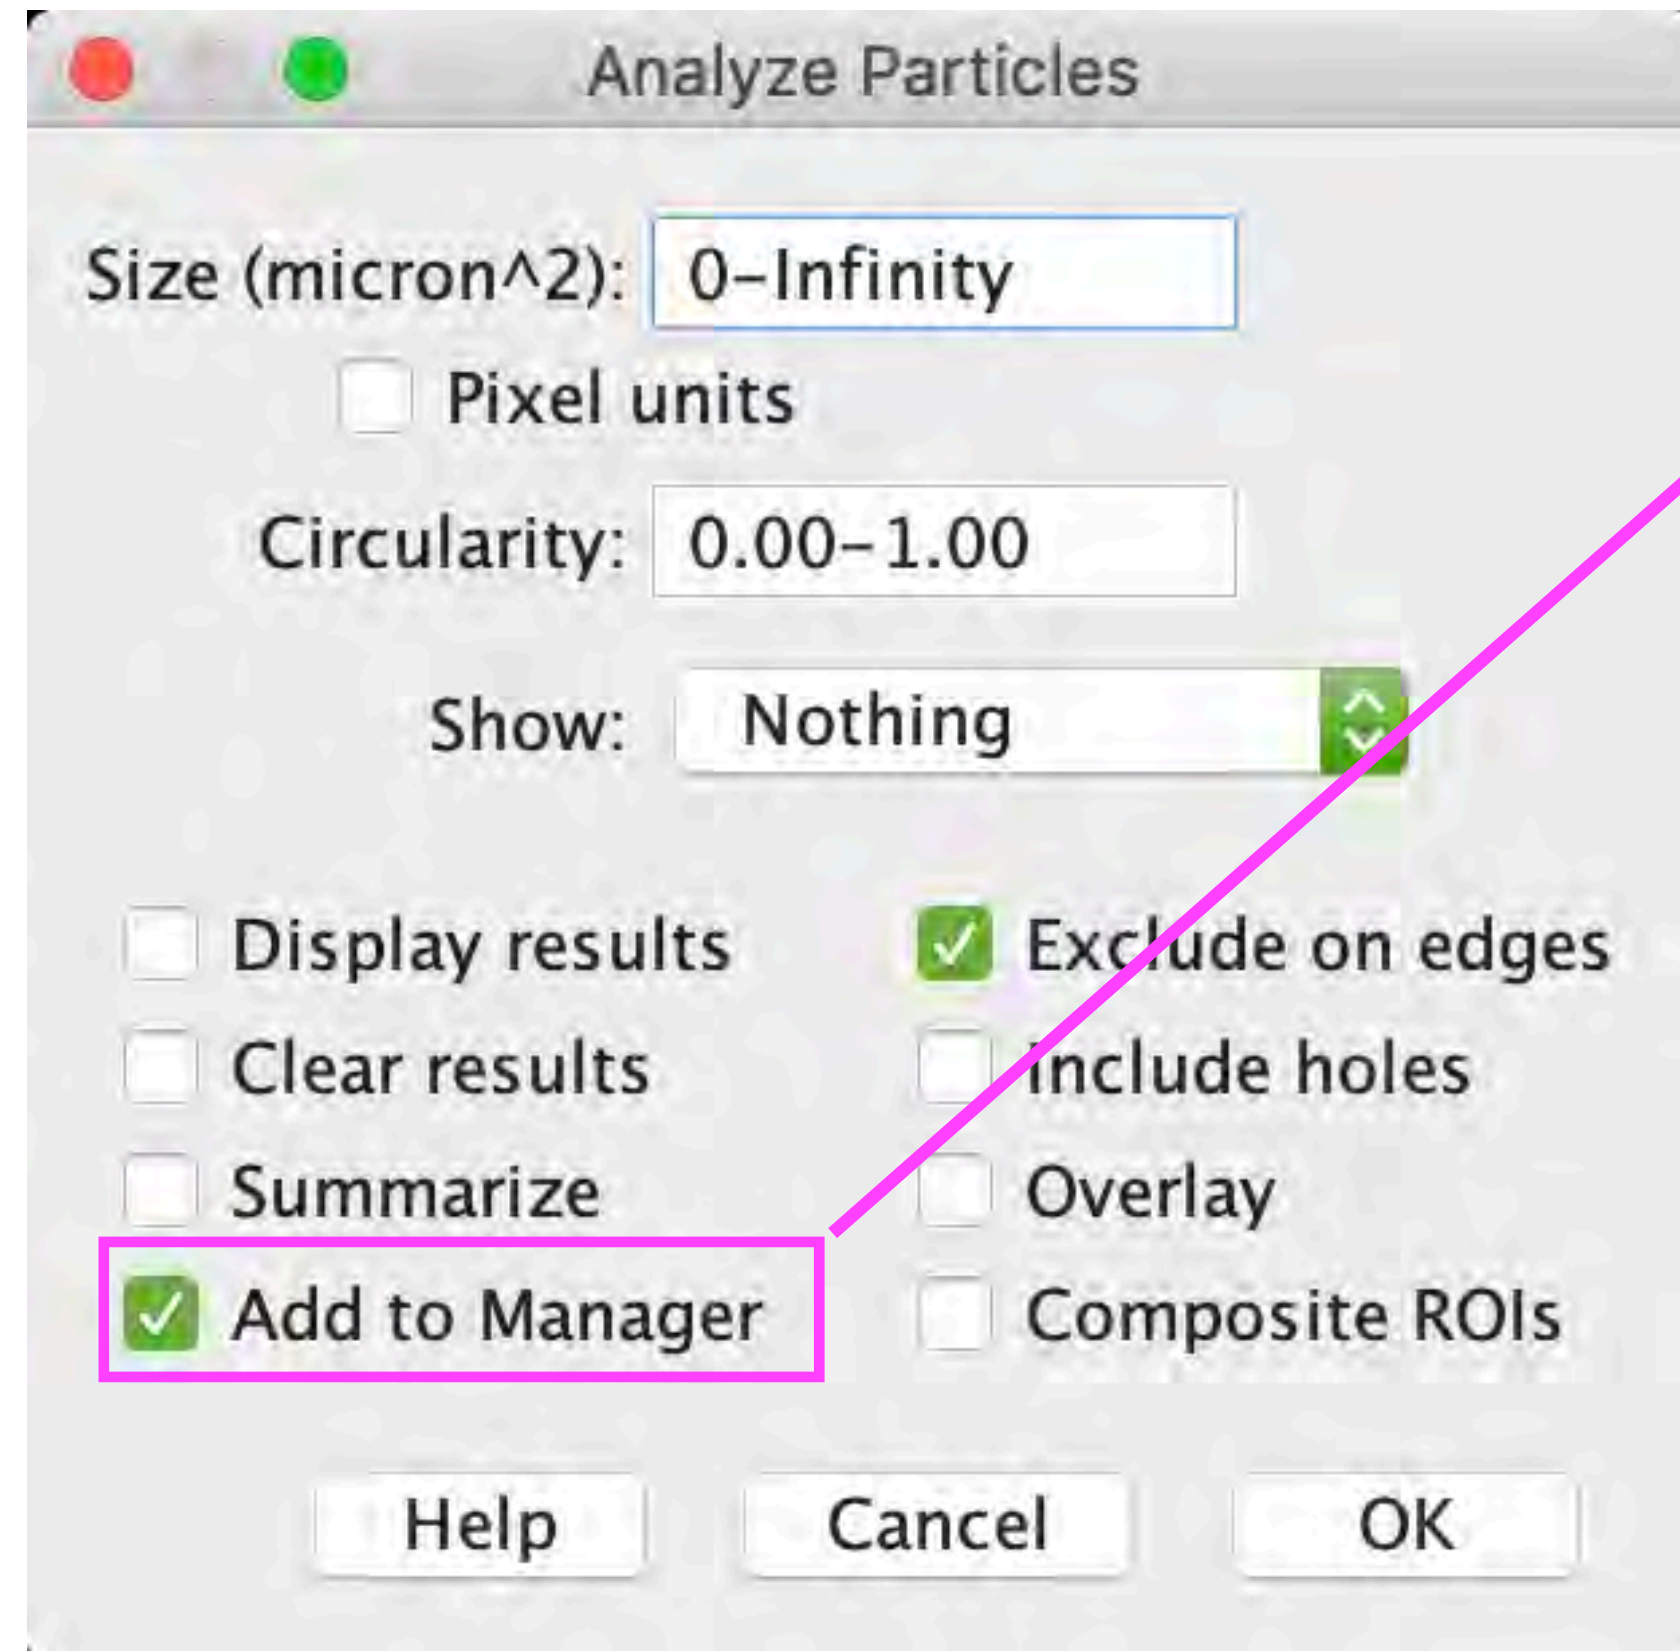 Analyze Particles
Size (micron^2): 0-Infinity
Pixel units
Circularity: 0.00-1.00
Show: Nothing
Display results Exclude on edges
Clear results Include holes
Summarize Overlay
Add to Manager Composite ROIs
Help Cancel OK